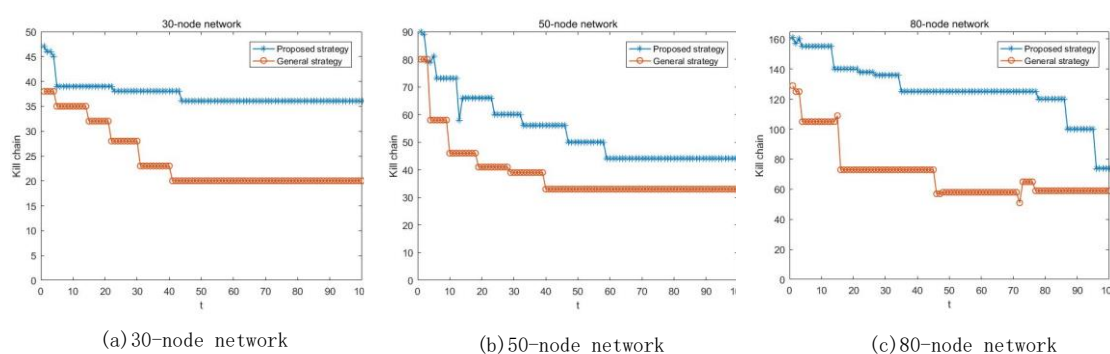 30-node network
Kill chain
50
45
40
35
30
25
20
15
10
5
0
Proposed strategy
General strategy
0 10 20 30 40 50 60 70 80 90 100
t
(a)30-node network
50-node network
Kill chain
90
80
70
60
50
40
30
20
10
0
Proposed strategy
General strategy
0 10 20 30 40 50 60 70 80 90 10
t
(b)50-node network
80-node network
Kill chain
160
140
120
100
80
60
40
20
0
Proposed strategy
General strategy
0 10 20 30 40 50 60 70 80 90 100
t
(c)80-node network